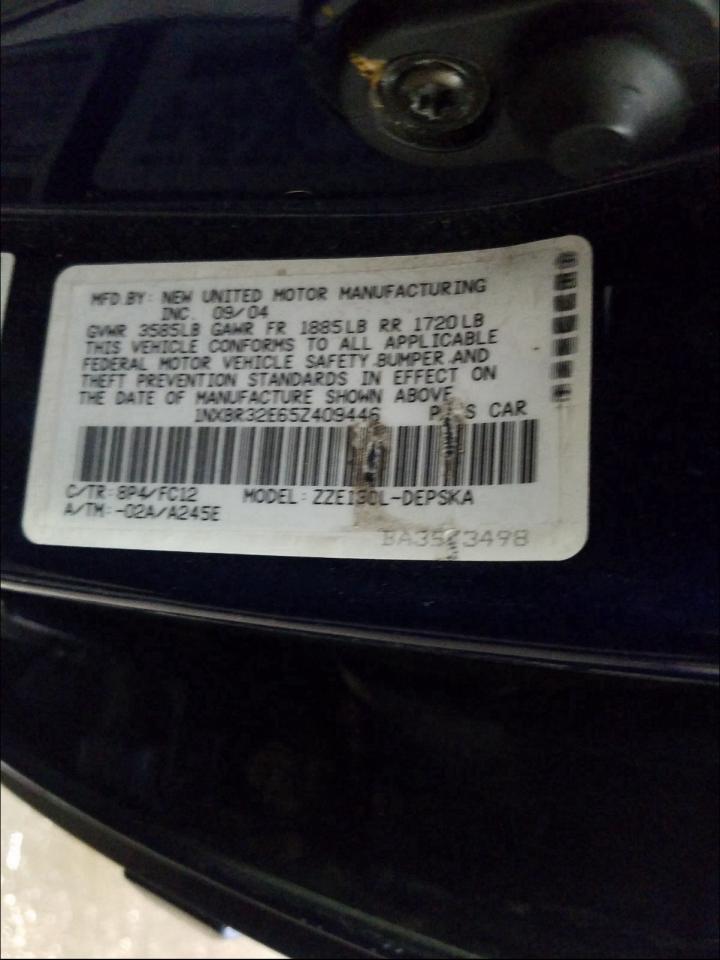 MFD.BY: NEW UNITED MOTOR MANUFACTURING
INC. 09/04
GVWR 3585LB GAWR FR 1885LB RR 1720LB
THIS VEHICLE CONFORMS TO ALL APPLICABLE
FEDERAL MOTOR VEHICLE SAFETY BUMPER AND
THEFT PREVENTION STANDARDS IN EFFECT ON
THE DATE OF MANUFACTURE SHOWN ABOVE
1NXBR32E65Z409446 CAR
C/TR: 8P4/FC12 MODEL: ZZE130L-DEPSKA
A/TM: -02A/A245E